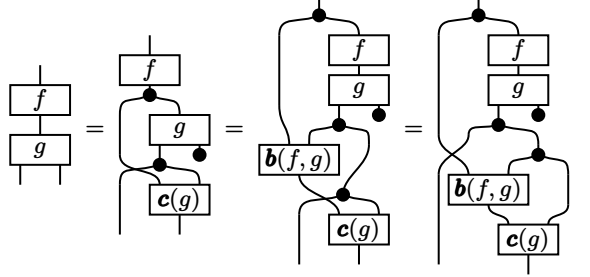 f
g
=
f
g
c(g)
=
f
g
b(f, g)
c(g)
=
f
g
b(f, g)
c(g)